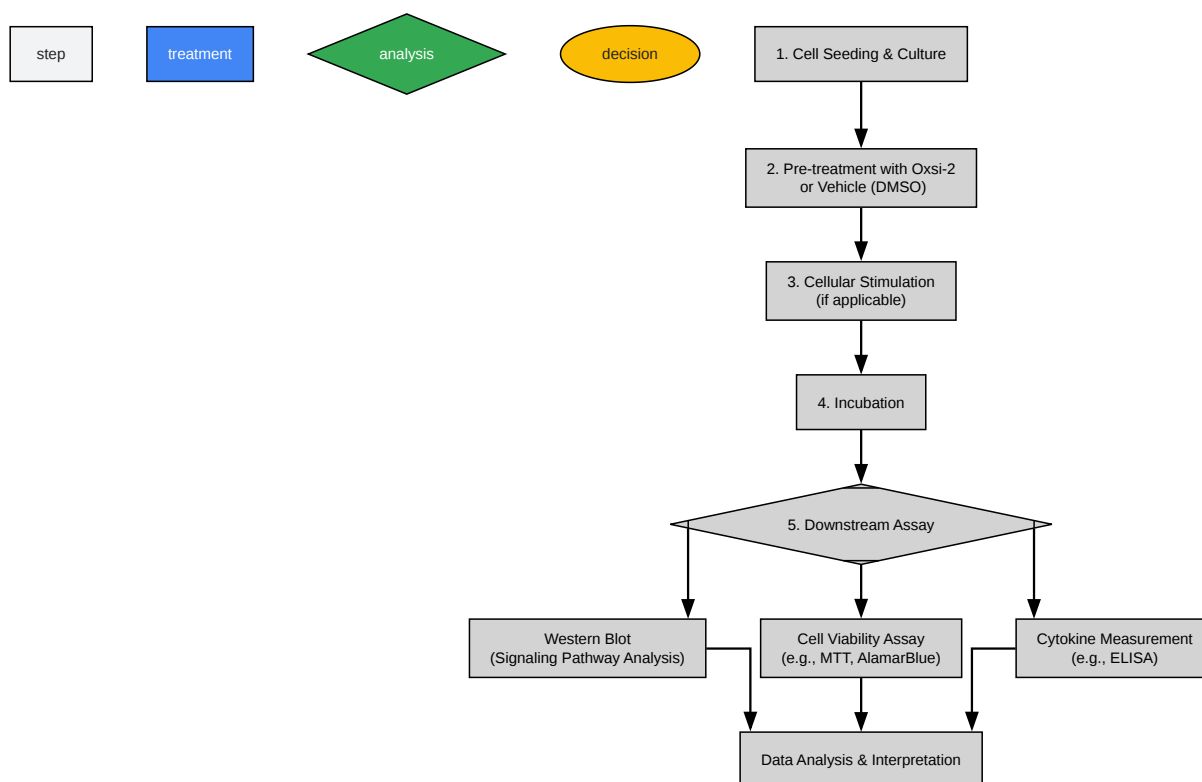 step
treatment
analysis
decision
1. Cell Seeding & Culture
2. Pre-treatment with Oxsi-2
or Vehicle (DMSO)
3. Cellular Stimulation
(if applicable)
4. Incubation
5. Downstream Assay
Western Blot
(Signaling Pathway Analysis)
Cell Viability Assay
(e.g., MTT, AlamarBlue)
Cytokine Measurement
(e.g., ELISA)
Data Analysis & Interpretation